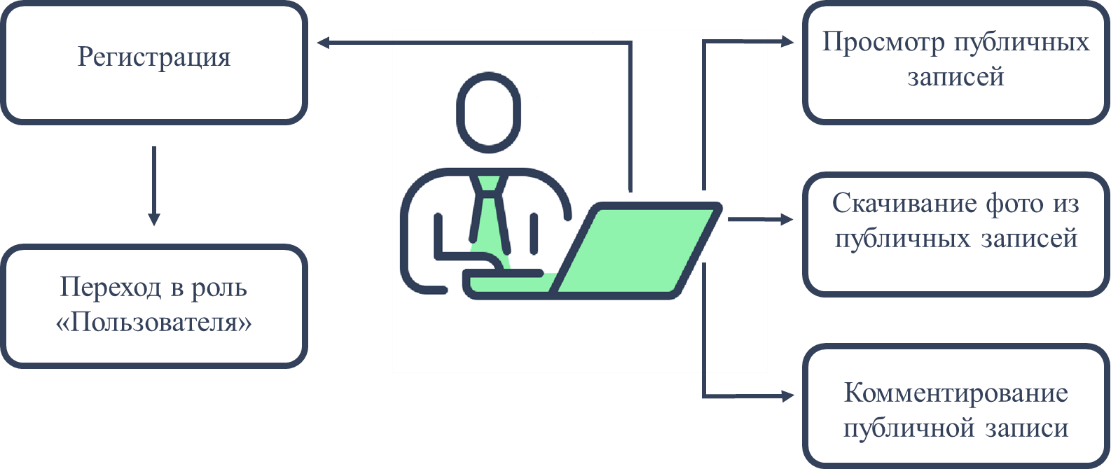 Регистрация
Переход в роль
«Пользователя»
Просмотр публичных
записей
Скачивание фото из
публичных записей
Комментирование
публичной записи